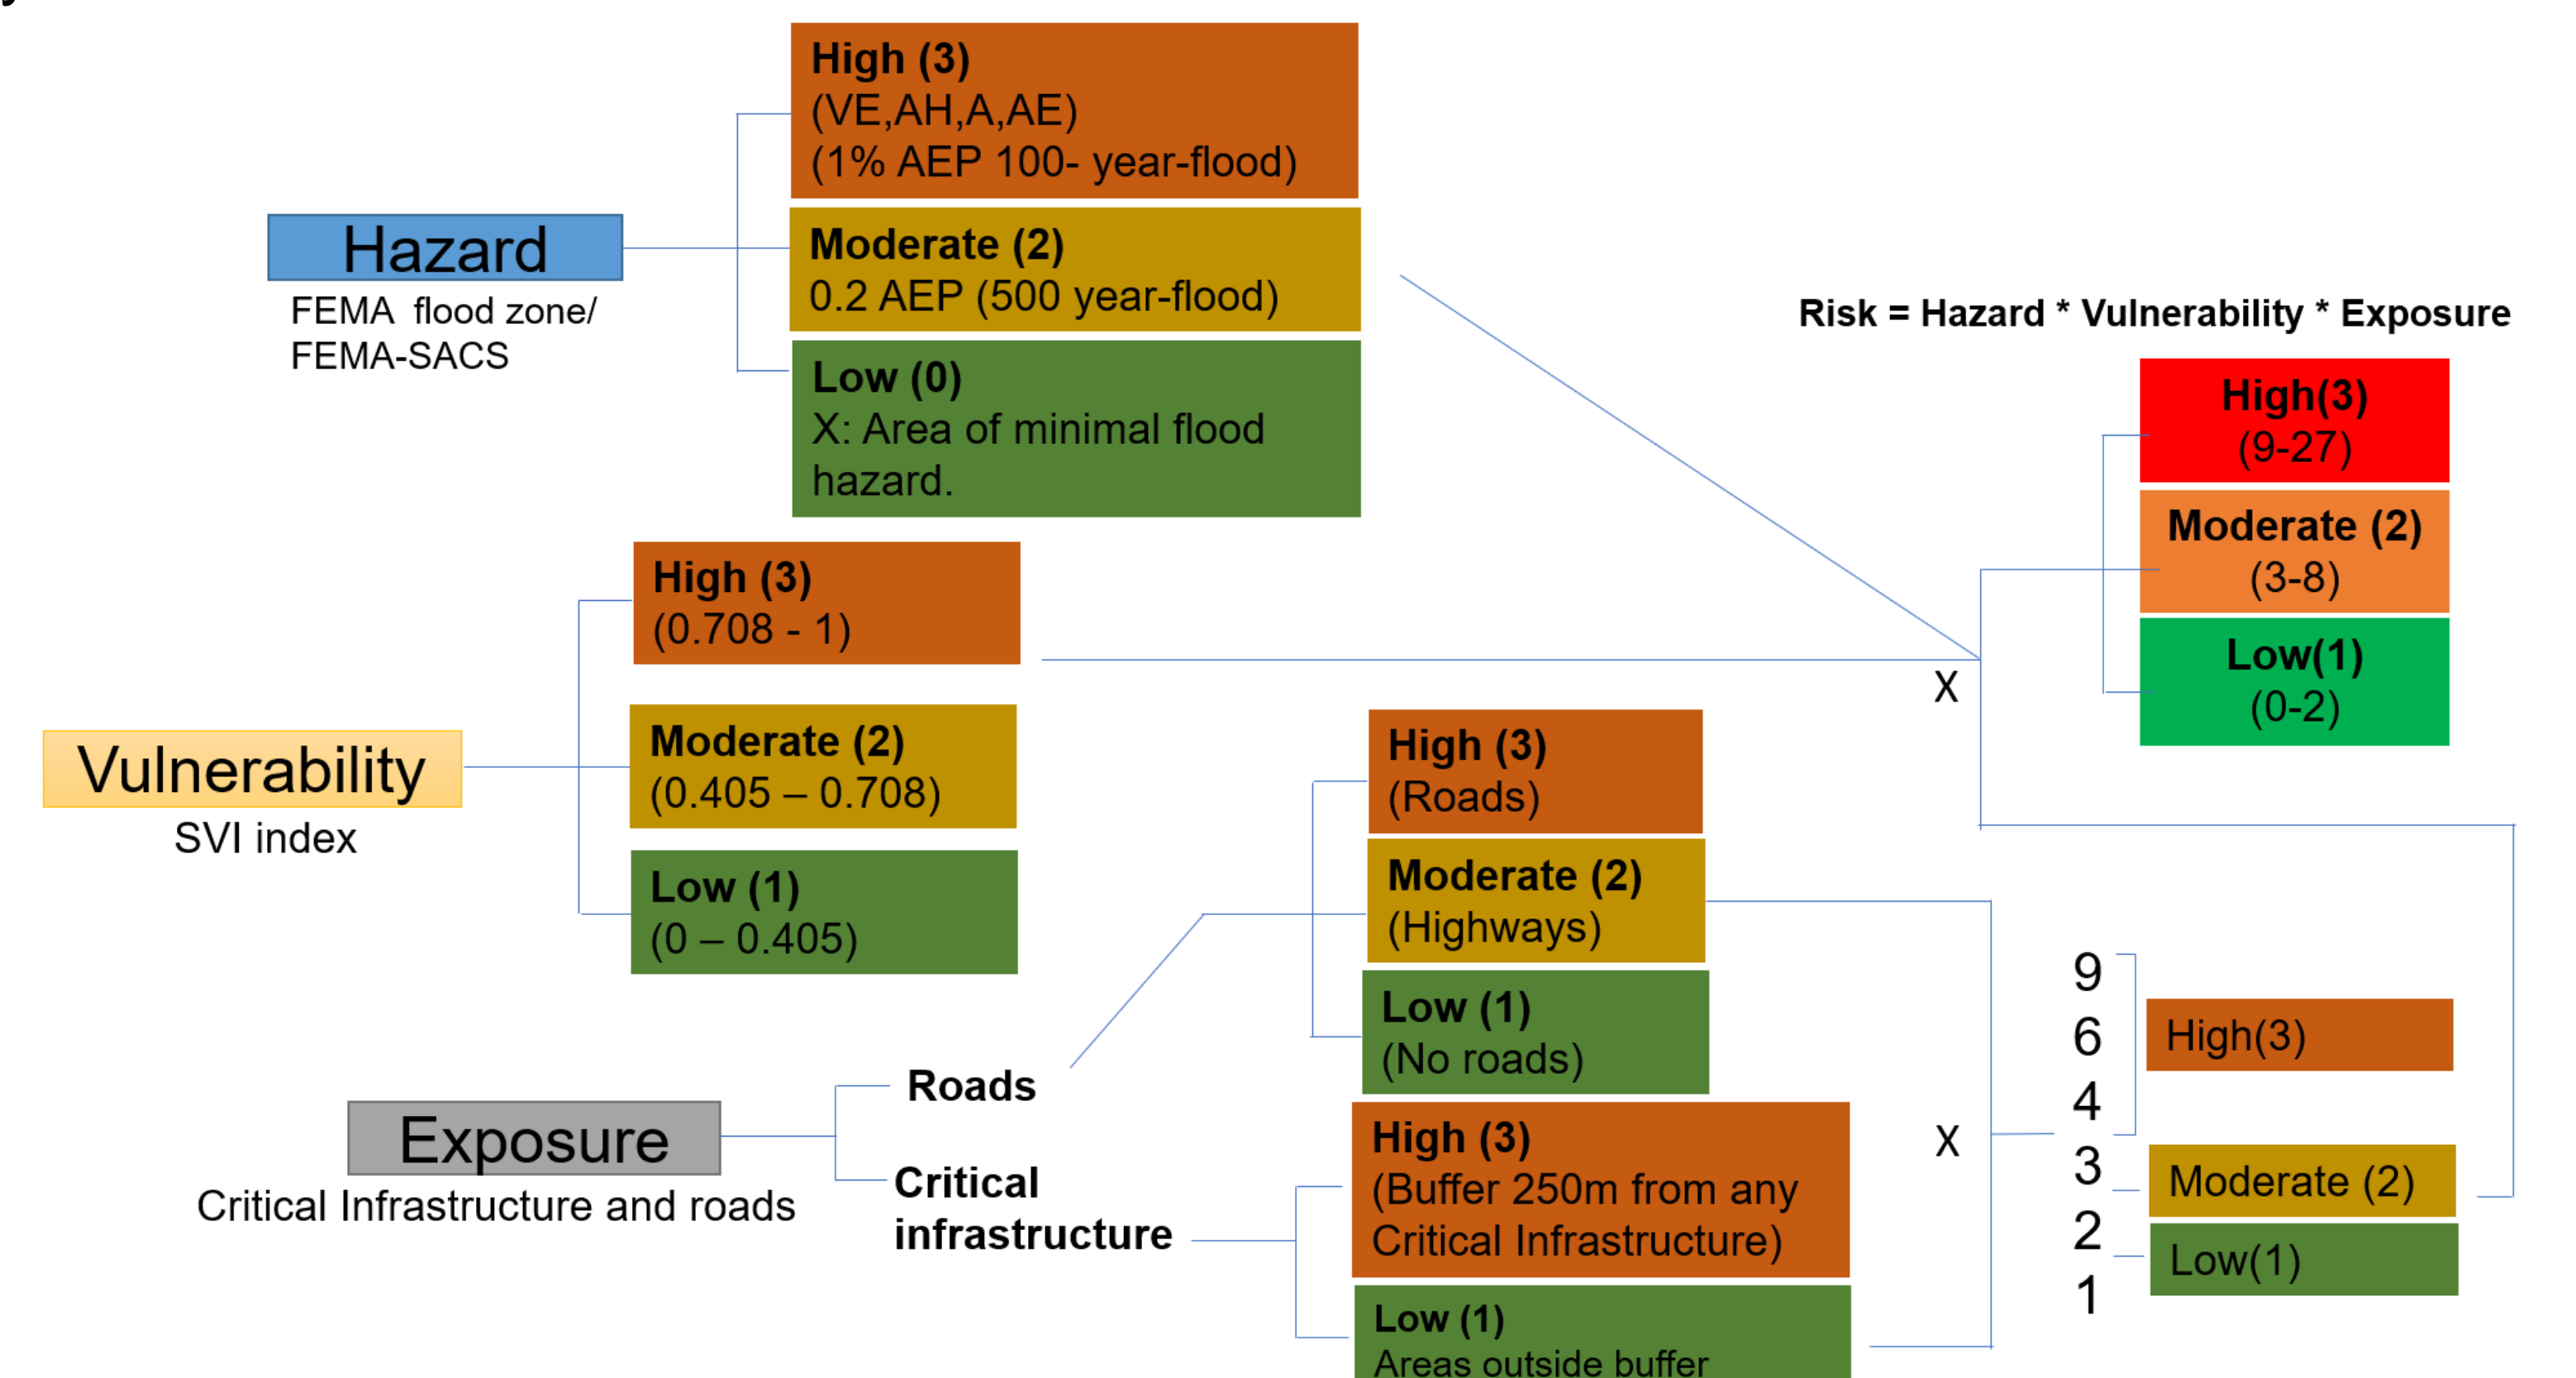 High (3)
(VE,AH,A,AE)
(1% AEP 100- year-flood)
Hazard
FEMA flood zone/
FEMA-SACS
Moderate (2)
0.2 AEP (500 year-flood)
Low (0)
X: Area of minimal flood
hazard.
Risk = Hazard * Vulnerability * Exposure
High(3)
(9-27)
Moderate (2)
(3-8)
Low(1)
(0-2)
X
Vulnerability
SVI index
High (3)
(0.708 - 1)
Moderate (2)
(0.405 – 0.708)
Low (1)
(0 – 0.405)
Exposure
Critical Infrastructure and roads
Roads
Critical
infrastructure
High (3)
(Roads)
Moderate (2)
(Highways)
Low (1)
(No roads)
High (3)
(Buffer 250m from any
Critical Infrastructure)
Low (1)
Areas outside buffer
X
9
6
4
3
2
1
High(3)
Moderate (2)
Low(1)